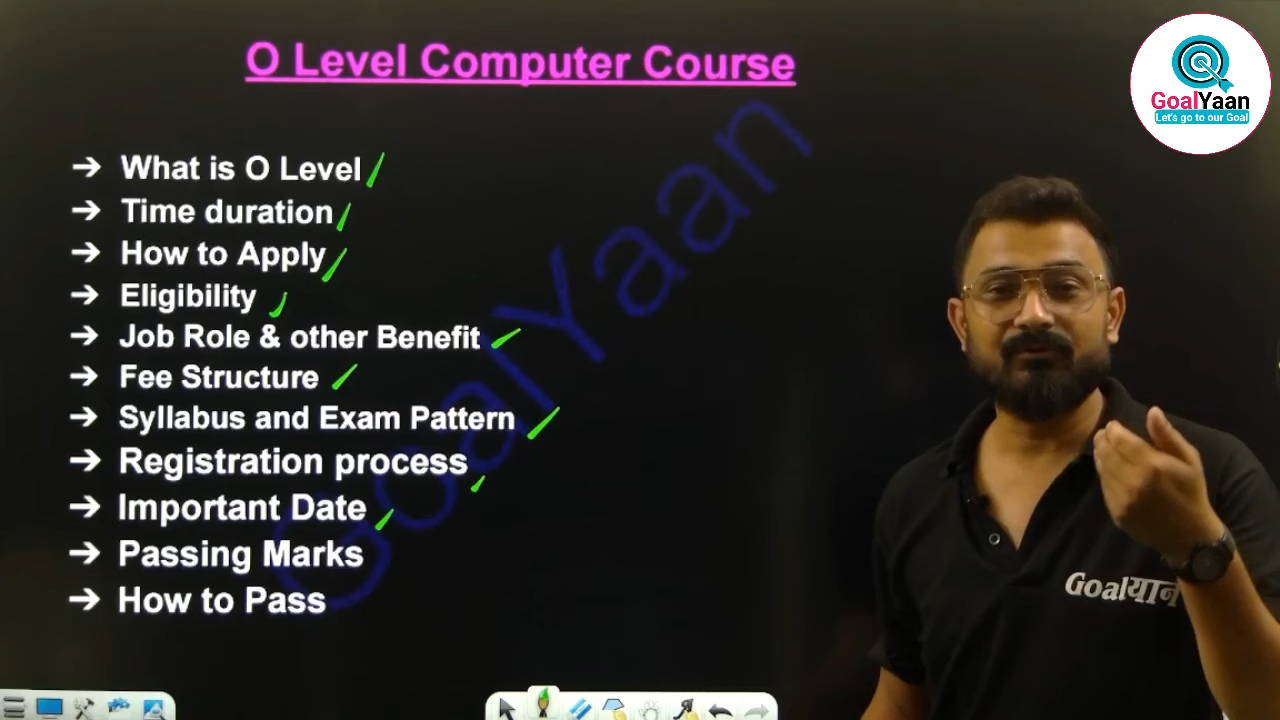 O Level Computer Course
GoalYaan
Let's go to our Goal
→ What is O Level
→ Time duration
→ How to Apply
→ Eligibility
→ Job Role & other Benefit
→ Fee Structure
→ Syllabus and Exam Pattern
→ Registration process
→ Important Date
→ Passing Marks
→ How to Pass
GoalYaan
Goalयान